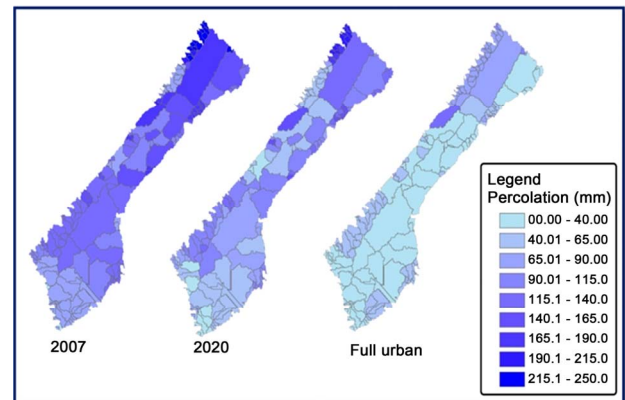 Legend
Percolation (mm)
00.00 - 40.00
40.01 - 65.00
65.01 - 90.00
90.01 - 115.0
115.1 - 140.0
140.1 - 165.0
165.1 - 190.0
190.1 - 215.0
215.1 - 250.0
2007
2020
Full urban